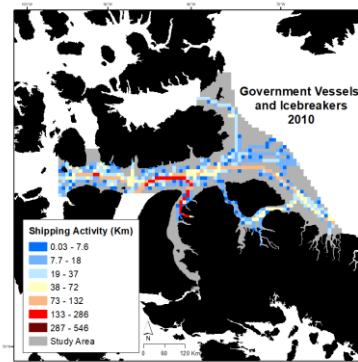 Government Vessels
and Icebreakers
2010
Shipping Activity (Km)
0.03 - 7.6
7.7 - 18
19 - 37
38 - 72
73 - 132
133 - 286
287 - 546
Study Area
N
0
120 Km